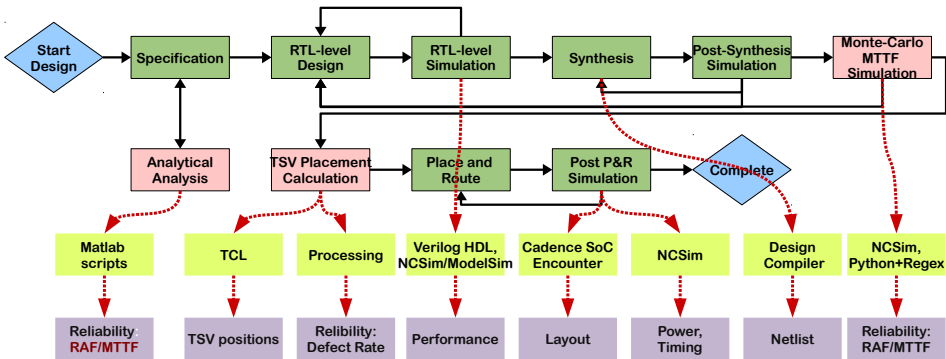 Start
Design
Specification
RTL-level
Design
RTL-level
Simulation
Synthesis
Post-Synthesis
Simulation
Monte-Carlo
MTTF
Simulation
Analytical
Analysis
TSV Placement
Calculation
Place and
Route
Post P&R
Simulation
Complete
Matlab
scripts
TCL
Processing
Verilog HDL,
NCSim/ModelSim
Cadence SoC
Encounter
NCSim
Design
Compiler
NCSim,
Python+Regex
Reliability:
RAF/MTTF
TSV positions
Relibility:
Defect Rate
Performance
Layout
Power,
Timing
Netlist
Reliability:
RAF/MTTF